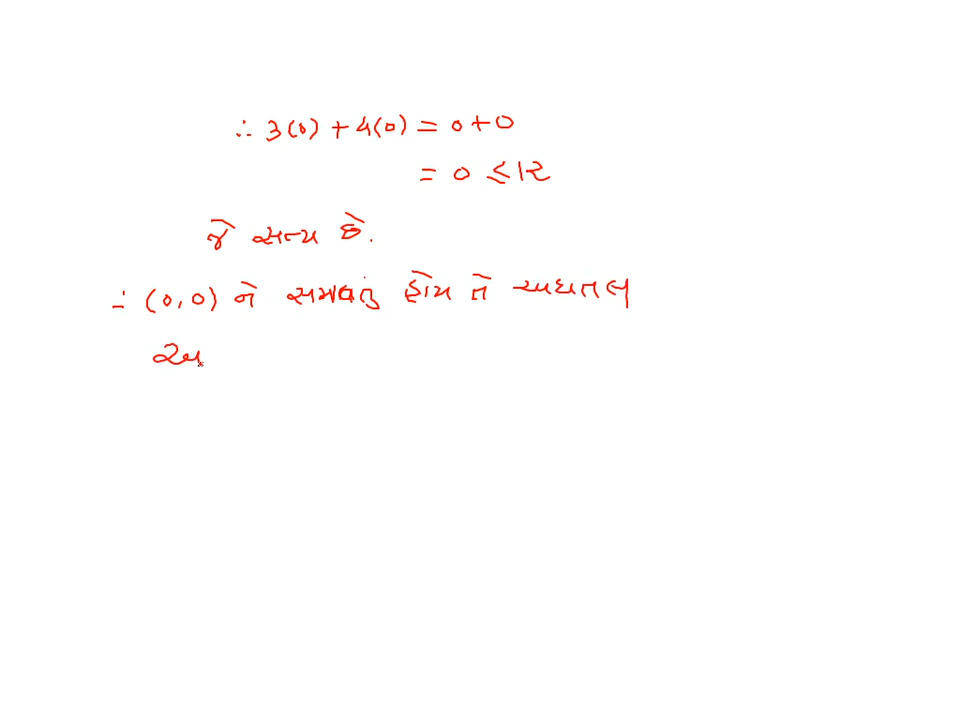 ∴ 3(0) + 4(0) = 0 + 0
= 0 ≤ 12
જે સત્ય છે.
∴ (0, 0) ને સમાવતું હોય તે અર્ધતલ